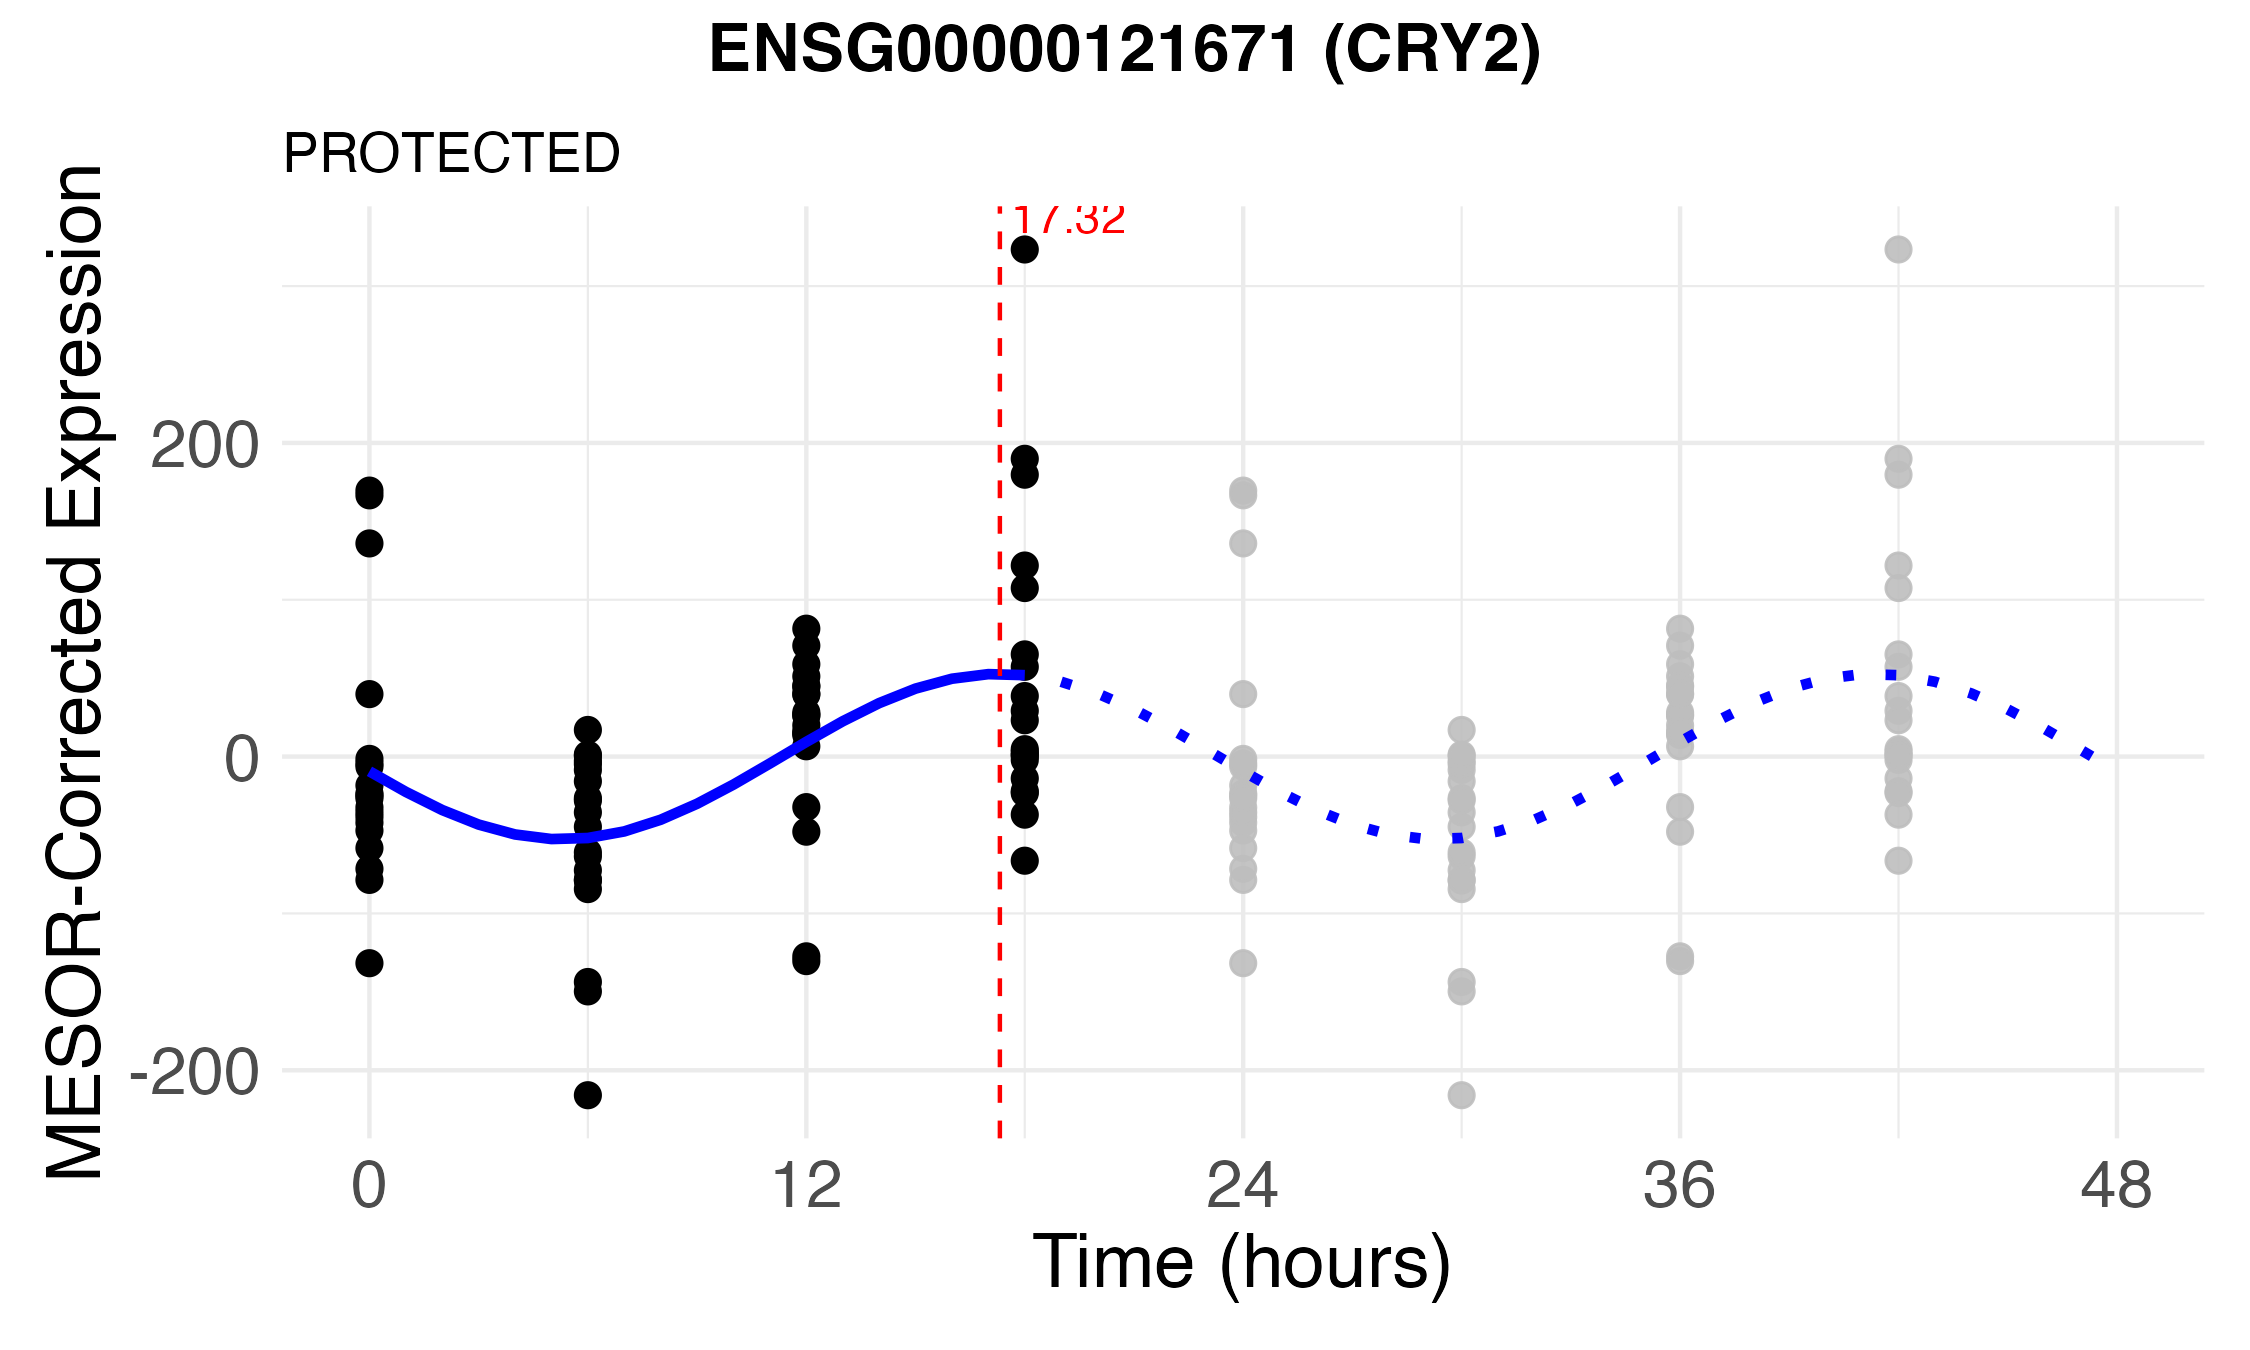 ENSG00000121671 (CRY2)
PROTECTED
17.32
MESOR-Corrected Expression
200
0
-200
0 12 24 36 48
Time (hours)